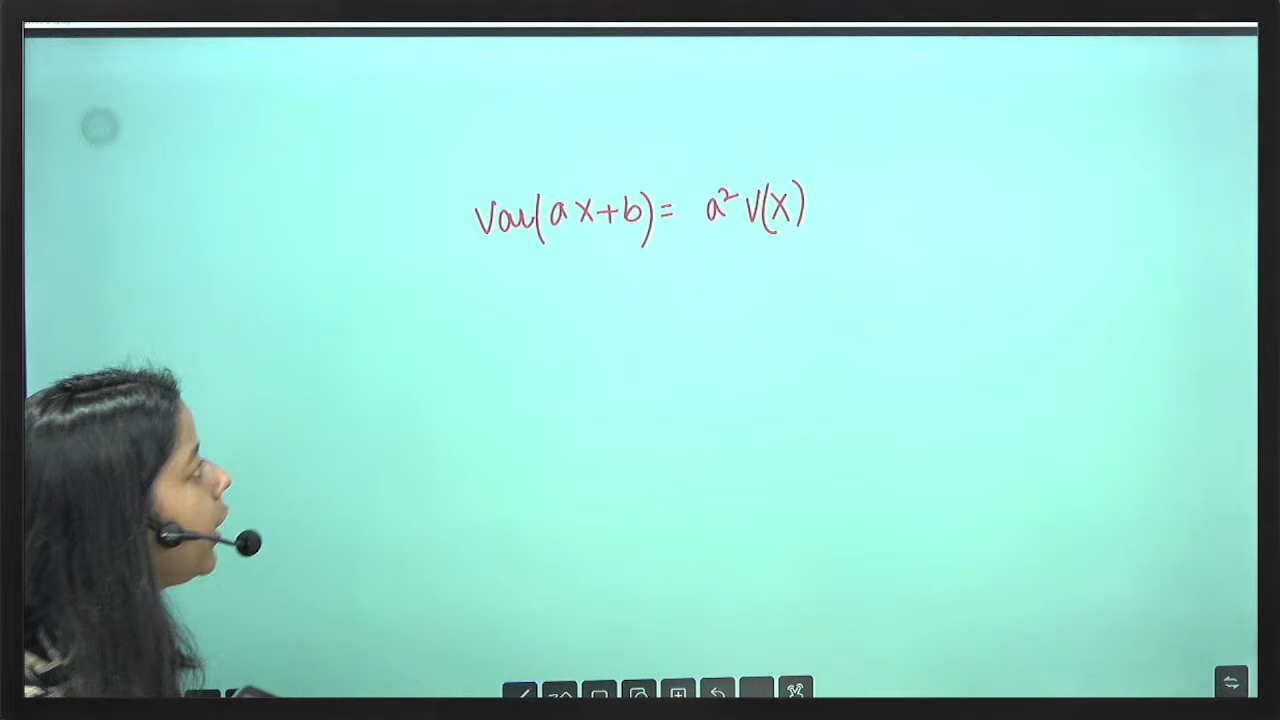 Var(ax+b) = a² V(X)